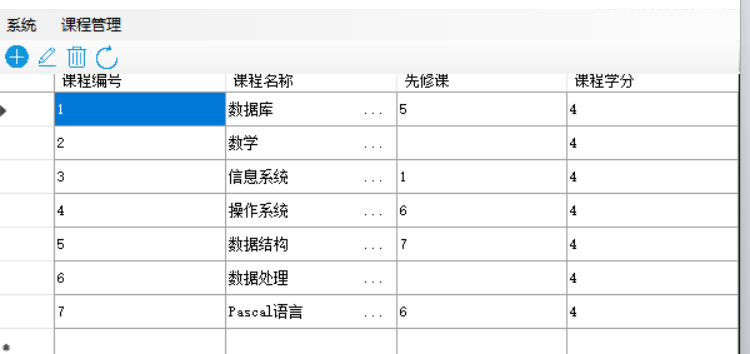 系统 课程管理
课程编号 课程名称 先修课 课程学分
1 数据库 ... 5 4
2 数学 ... 4
3 信息系统 ... 1 4
4 操作系统 ... 6 4
5 数据结构 ... 7 4
6 数据处理 ... 4
7 Pascal语言 ... 6 4